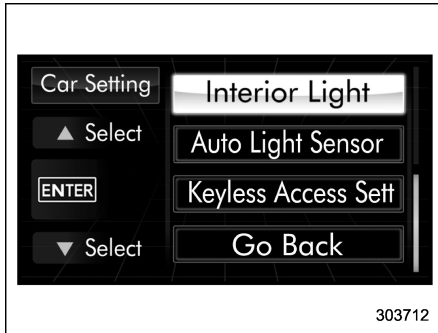 Car Setting
▲ Select
ENTER
▼ Select
Interior Light
Auto Light Sensor
Keyless Access Sett
Go Back
303712